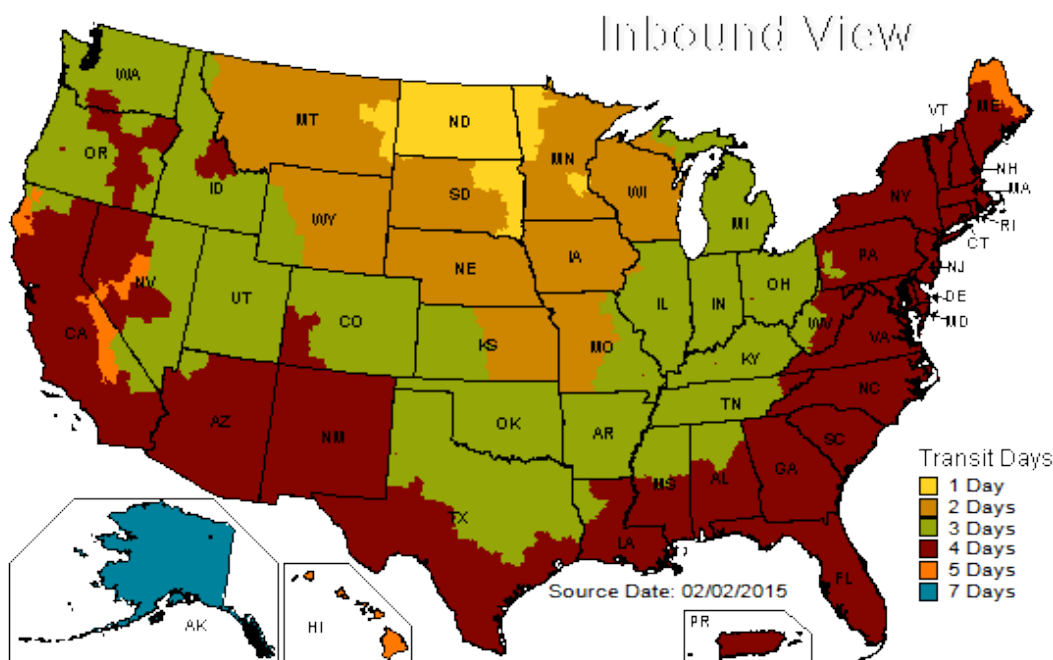 Inbound View
WA
MT
ND
MN
ME
VT
OR
ID
SD
WI
NH
MA
WY
MI
NY
RI
CT
NE
IA
PA
NJ
NV
UT
CO
IL
IN
OH
DE
MD
CA
KS
MO
WV
VA
KY
AZ
NM
OK
AR
TN
NC
SC
MS
AL
GA
TX
LA
FL
Transit Days
1 Day
2 Days
3 Days
4 Days
5 Days
7 Days
Source Date: 02/02/2015
AK
HI
PR